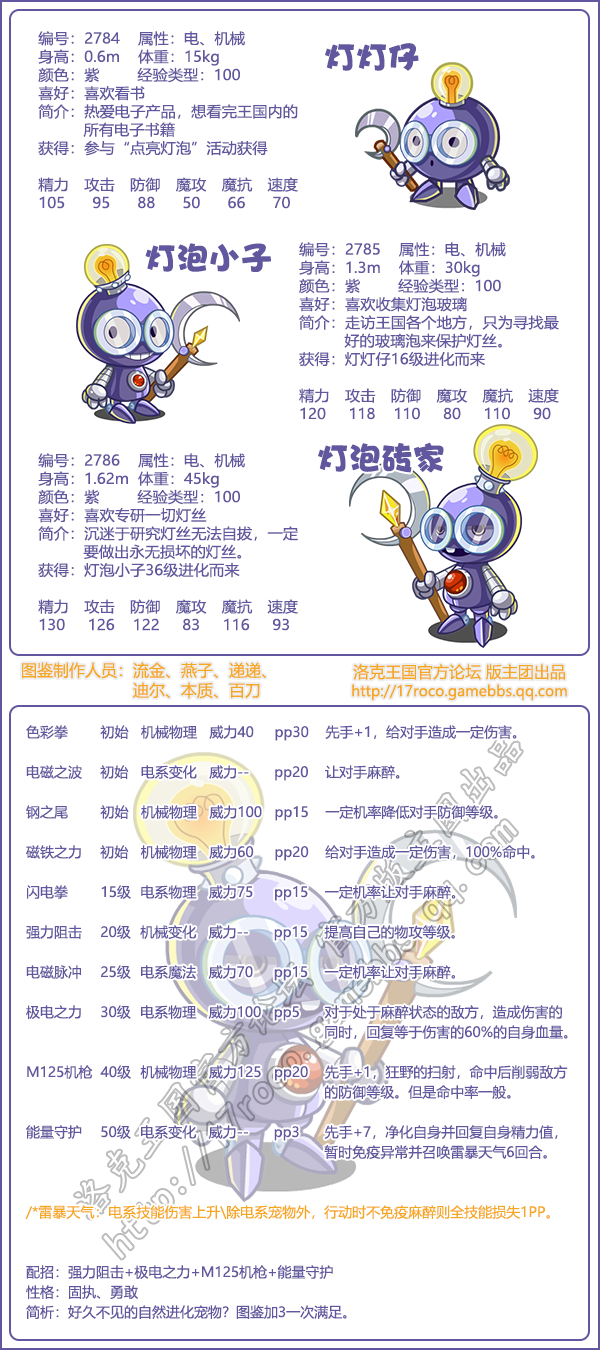 灯灯仔
编号：2784 属性：电、机械
身高：0.6m 体重：15kg
颜色：紫 经验类型：100
喜好：喜欢看书
简介：热爱电子产品，想看完王国内的
所有电子书籍
获得：参与“点亮灯泡”活动获得
精力 攻击 防御 魔攻 魔抗 速度
105 95 88 50 66 70
灯泡小子
编号：2785 属性：电、机械
身高：1.3m 体重：30kg
颜色：紫 经验类型：100
喜好：喜欢收集灯泡玻璃
简介：走访王国各个地方，只为寻找最
好的玻璃泡来保护灯丝。
获得：灯灯仔16级进化而来
精力 攻击 防御 魔攻 魔抗 速度
120 118 110 80 110 90
灯泡砖家
编号：2786 属性：电、机械
身高：1.62m 体重：45kg
颜色：紫 经验类型：100
喜好：喜欢专研一切灯丝
简介：沉迷于研究灯丝无法自拔，一定
要做出永无损坏的灯丝。
获得：灯泡小子36级进化而来
精力 攻击 防御 魔攻 魔抗 速度
130 126 122 83 116 93
图鉴制作人员：流金、燕子、递递、
迪尔、本质、百刀
洛克王国官方论坛 版主团出品
http://17roco.gamebbs.qq.com
色彩拳 初始 机械物理 威力40 pp30 先手+1，给对手造成一定伤害。
电磁之波 初始 电系变化 威力-- pp20 让对手麻醉。
钢之尾 初始 机械物理 威力100 pp15 一定机率降低对手防御等级。
磁铁之力 初始 机械物理 威力60 pp20 给对手造成一定伤害，100%命中。
闪电拳 15级 电系物理 威力75 pp15 一定机率让对手麻醉。
强力阻击 20级 机械变化 威力-- pp15 提高自己的物攻等级。
电磁脉冲 25级 电系魔法 威力70 pp15 一定机率让对手麻醉。
极电之力 30级 电系物理 威力100 pp5 对于处于麻醉状态的敌方，造成伤害的
同时，回复等于伤害的60%的自身血量。
M125机枪 40级 机械物理 威力125 pp20 先手+1，狂野的扫射，命中后削弱敌方
的防御等级。但是命中率一般。
能量守护 50级 电系变化 威力-- pp3 先手+7，净化自身并回复自身精力值，
暂时免疫异常并召唤雷暴天气6回合。
/*雷暴天气：电系技能伤害上升\除电系宠物外，行动时不免疫麻醉则全技能损失1PP。
配招：强力阻击+极电之力+M125机枪+能量守护
性格：固执、勇敢
简析：好久不见的自然进化宠物？图鉴加3一次满足。
洛克王国官方论坛 官方版主团出品
http://17roco.gamebbs.qq.com